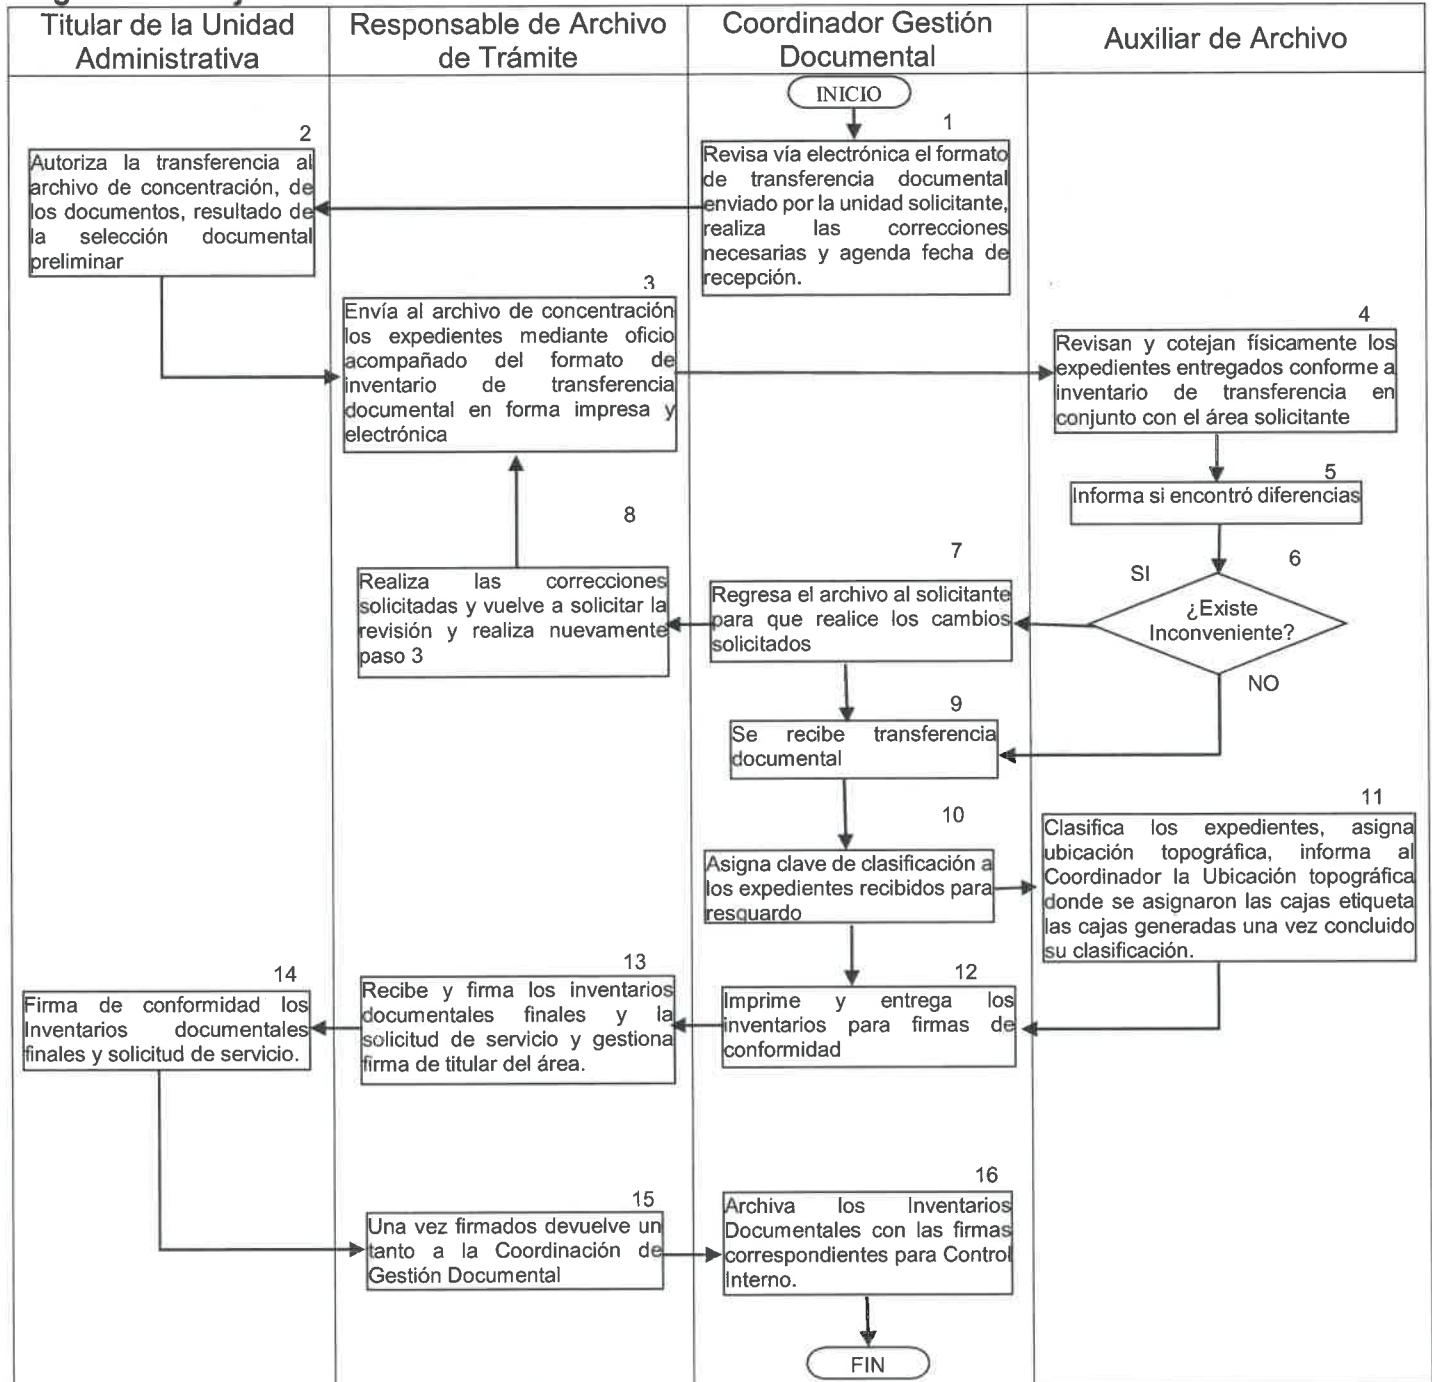 Titular de la Unidad
Administrativa
Responsable de Archivo
de Trámite
Coordinador Gestión
Documental
Auxiliar de Archivo
INICIO
1
Revisa vía electrónica el formato
de transferencia documental
enviado por la unidad solicitante,
realiza las correcciones
necesarias y agenda fecha de
recepción.
2
Autoriza la transferencia al
archivo de concentración, de
los documentos, resultado de
la selección documental
preliminar
3
Envía al archivo de concentración
los expedientes mediante oficio
acompañado del formato de
inventario de transferencia
documental en forma impresa y
electrónica
4
Revisan y cotejan físicamente los
expedientes entregados conforme a
inventario de transferencia en
conjunto con el área solicitante
5
Informa si encontró diferencias
6
SI
¿Existe
Inconveniente?
NO
7
Regresa el archivo al solicitante
para que realice los cambios
solicitados
8
Realiza las correcciones
solicitadas y vuelve a solicitar la
revisión y realiza nuevamente
paso 3
9
Se recibe transferencia
documental
10
Asigna clave de clasificación a
los expedientes recibidos para
resguardo
11
Clasifica los expedientes, asigna
ubicación topográfica, informa al
Coordinador la Ubicación topográfica
donde se asignaron las cajas etiqueta
las cajas generadas una vez concluido
su clasificación.
12
Imprime y entrega los
inventarios para firmas de
conformidad
13
Recibe y firma los inventarios
documentales finales y la
solicitud de servicio y gestiona
firma de titular del área.
14
Firma de conformidad los
Inventarios documentales
finales y solicitud de servicio.
15
Una vez firmados devuelve un
tanto a la Coordinación de
Gestión Documental
16
Archiva los Inventarios
Documentales con las firmas
correspondientes para Control
Interno.
FIN